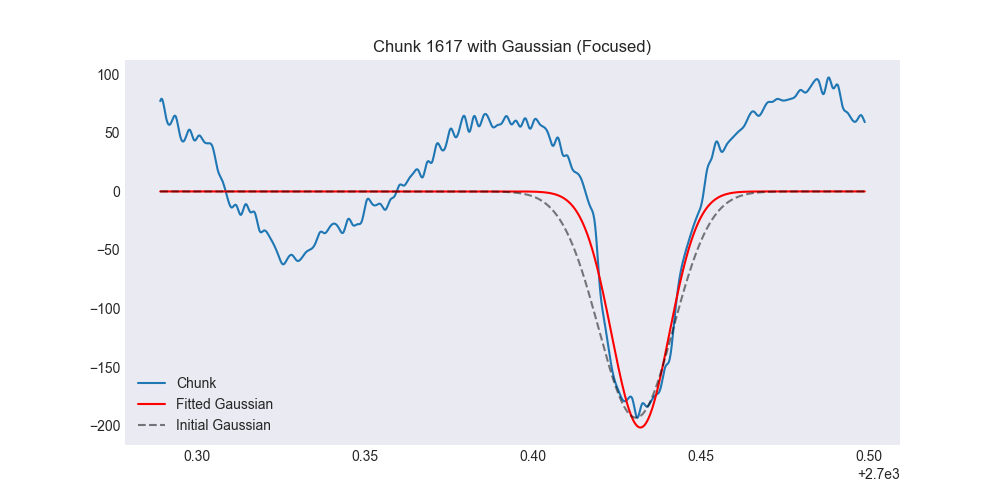 Chunk 1617 with Gaussian (Focused)
100
50
0
−50
−100
−150
−200
Chunk
Fitted Gaussian
Initial Gaussian
0.30 0.35 0.40 0.45 0.50
+2.7e3